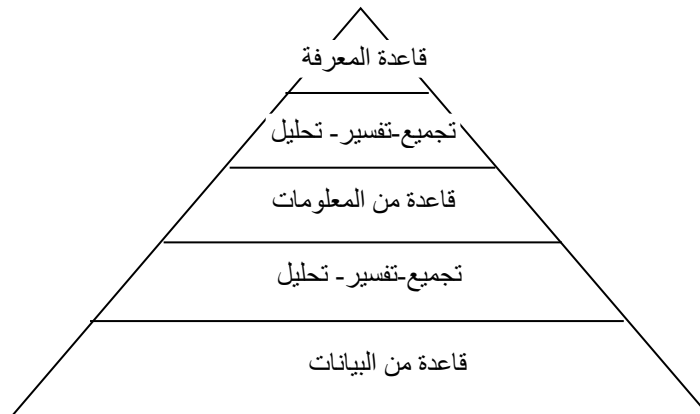 قاعدة المعرفة
تجميع-تفسير- تحليل
قاعدة من المعلومات
تجميع-تفسير- تحليل
قاعدة من البيانات